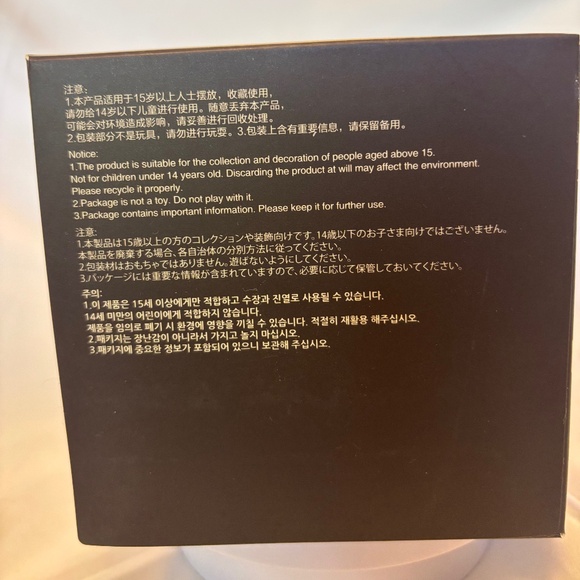 注意:
1.本产品适用于15岁以上人士摆放，收藏使用，
请勿给14岁以下儿童进行使用。随意丢弃本产品，
可能会对环境造成影响，请妥善进行回收处理。
2.包装部分不是玩具，请勿进行玩耍。3.包装上含有重要信息，请保留备用。
Notice:
1.The product is suitable for the collection and decoration of people aged above 15.
Not for children under 14 years old. Discarding the product at will may affect the environment.
Please recycle it properly.
2.Package is not a toy. Do not play with it.
3.Package contains important information. Please keep it for further use.
注意:
1.本製品は15歳以上の方のコレクションや装飾向けです。14歳以下のお子さま向けではございません。
本製品を廃棄する場合、各自治体の分別方法に従ってください。
2.包装材はおもちゃではありません。遊ばないようにしてください。
3.パッケージには重要な情報が含まれていますので、必要に応じて保管しておいてください。
주의:
1.이 제품은 15세 이상에게만 적합하고 수장과 진열로 사용될 수 있습니다.
14세 미만의 어린이에게 적합하지 않습니다.
제품을 임의로 폐기 시 환경에 영향을 끼칠 수 있습니다. 적절히 재활용 해주십시오.
2.패키지는 장난감이 아니라서 가지고 놀지 마십시오.
3.패키지에 중요한 정보가 포함되어 있으니 보관해 주십시오.